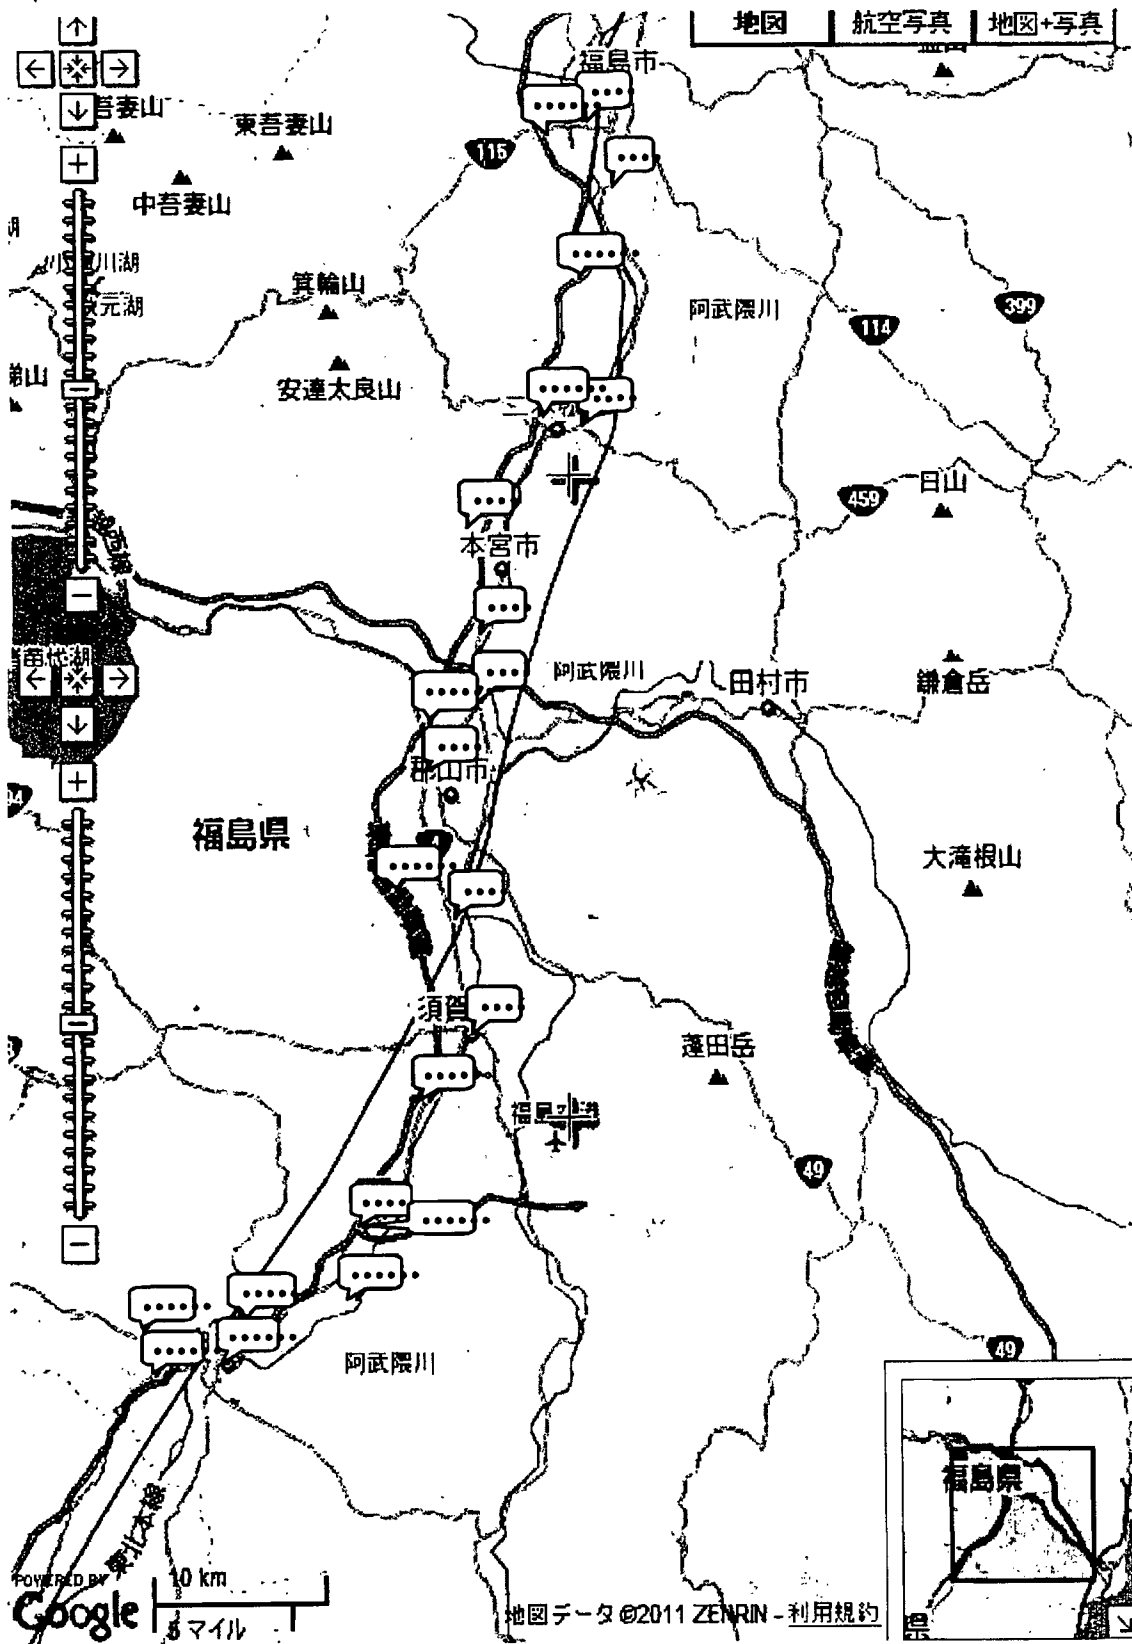 地図 航空写真 地図+写真
福島市
吾妻山
東吾妻山
115
中吾妻山
川湖
箕輪山
元湖
阿武隈川
399
114
安達太良山
459
日山
本宮市
阿武隈川
田村市
鎌倉岳
郡山市
福島県
大滝根山
須賀
蓬田岳
49
49
阿武隈川
福島県
東北本線
POWERED BY
Google
10 km
5 マイル
地図データ ©2011 ZENRIN - 利用規約
県